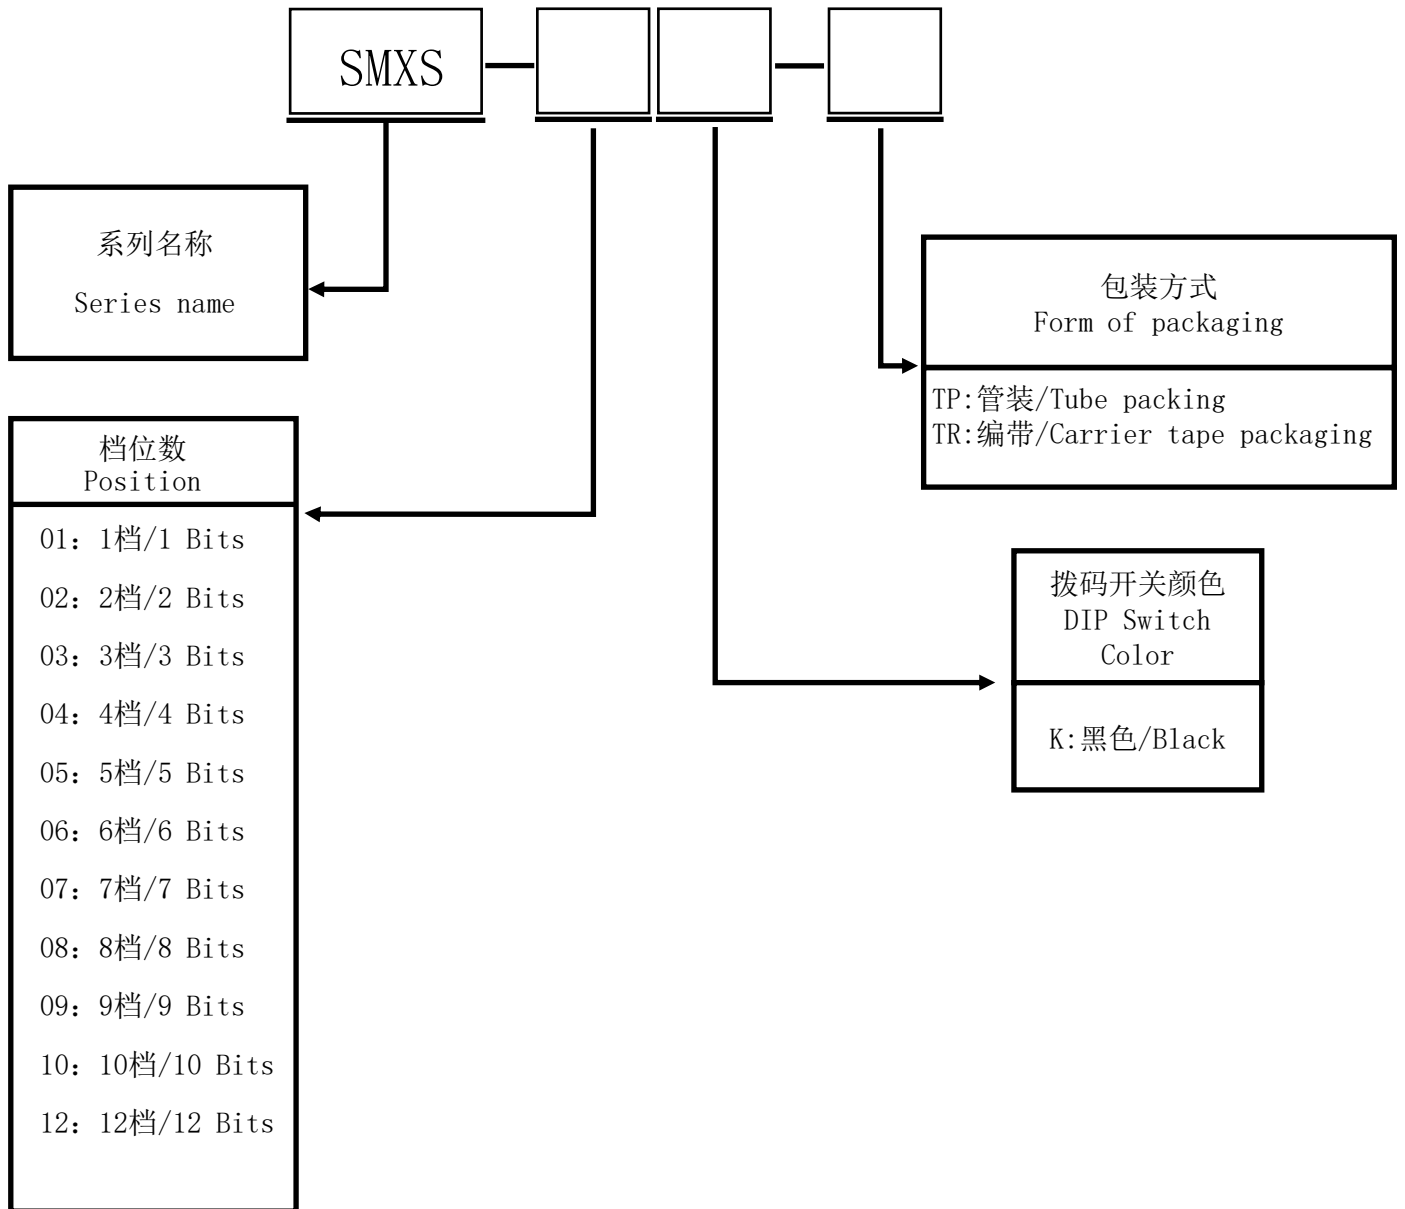 SMXS
系列名称
Series name
包装方式
Form of packaging
TP:管装/Tube packing
TR:编带/Carrier tape packaging
档位数
Position
01：1档/1 Bits
02：2档/2 Bits
03：3档/3 Bits
04：4档/4 Bits
05：5档/5 Bits
06：6档/6 Bits
07：7档/7 Bits
08：8档/8 Bits
09：9档/9 Bits
10：10档/10 Bits
12：12档/12 Bits
拨码开关颜色
DIP Switch
Color
K:黑色/Black